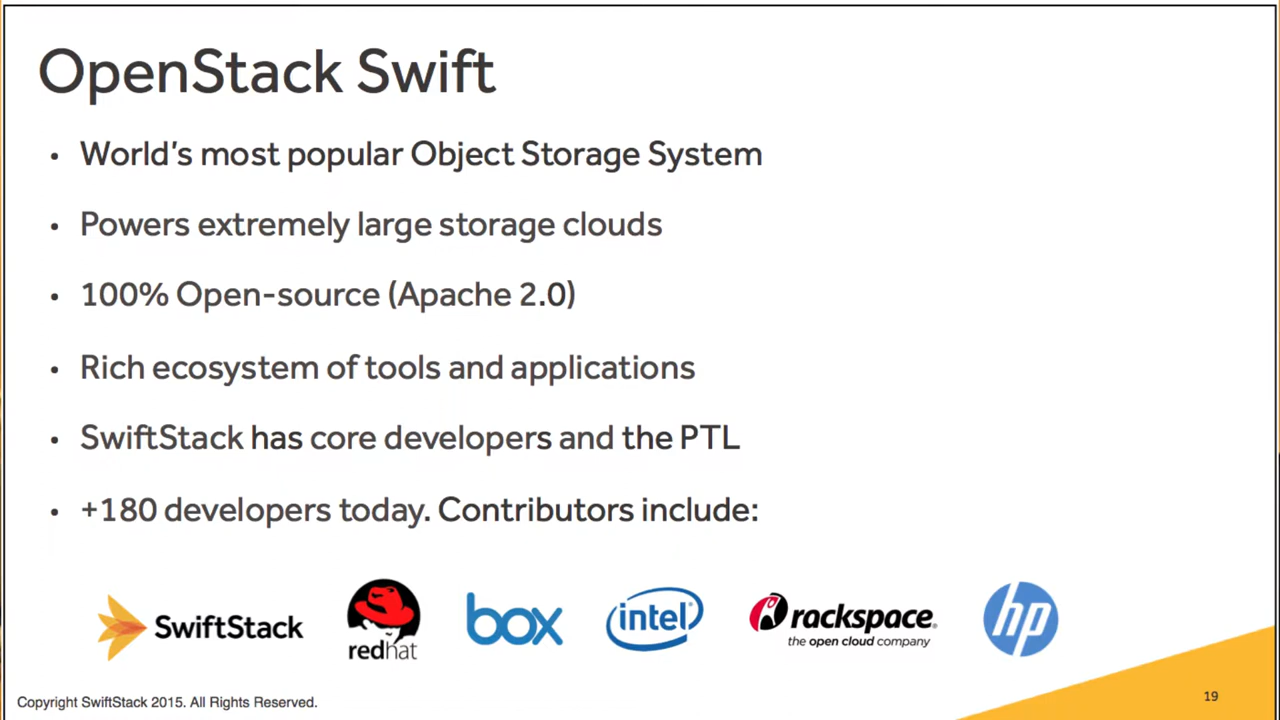 OpenStack Swift
• World's most popular Object Storage System
• Powers extremely large storage clouds
• 100% Open-source (Apache 2.0)
• Rich ecosystem of tools and applications
• SwiftStack has core developers and the PTL
• +180 developers today. Contributors include:
SwiftStack
redhat
box
intel
rackspace
the open cloud company
hp
Copyright SwiftStack 2015. All Rights Reserved.
19